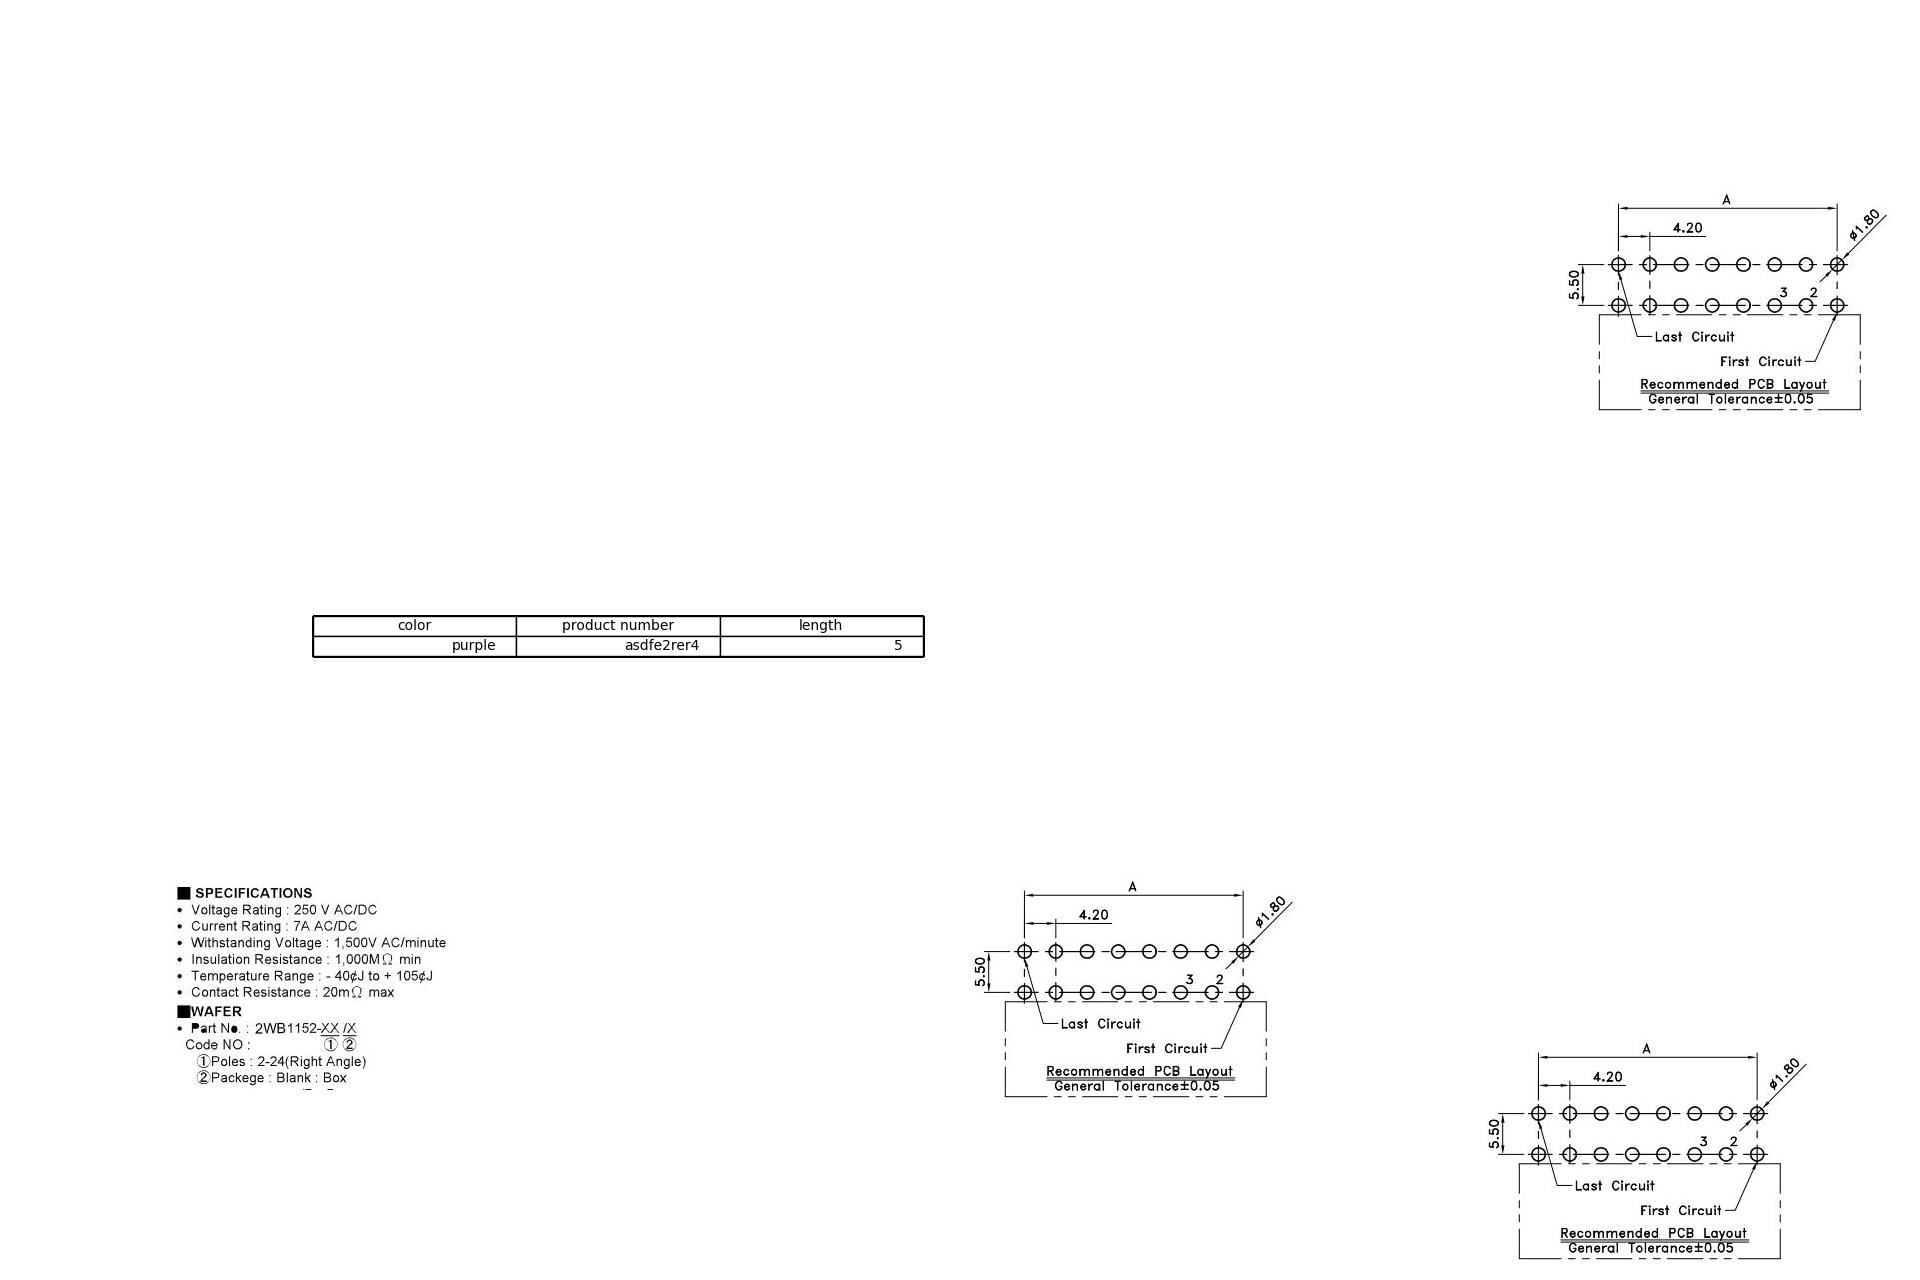 A
4.20
ø1.80
5.50
3 2
Last Circuit
First Circuit
Recommended PCB Layout
General Tolerance±0.05
color product number length
purple asdfe2rer4 5
■ SPECIFICATIONS
• Voltage Rating : 250 V AC/DC
• Current Rating : 7A AC/DC
• Withstanding Voltage : 1,500V AC/minute
• Insulation Resistance : 1,000MΩ min
• Temperature Range : - 40¢J to + 105¢J
• Contact Resistance : 20mΩ max
■WAFER
• Part No. : 2WB1152-XX /X
Code NO : ① ②
①Poles : 2-24(Right Angle)
②Packege : Blank : Box
A
4.20
ø1.80
5.50
3 2
Last Circuit
First Circuit
Recommended PCB Layout
General Tolerance±0.05
A
4.20
ø1.80
5.50
3 2
Last Circuit
First Circuit
Recommended PCB Layout
General Tolerance±0.05